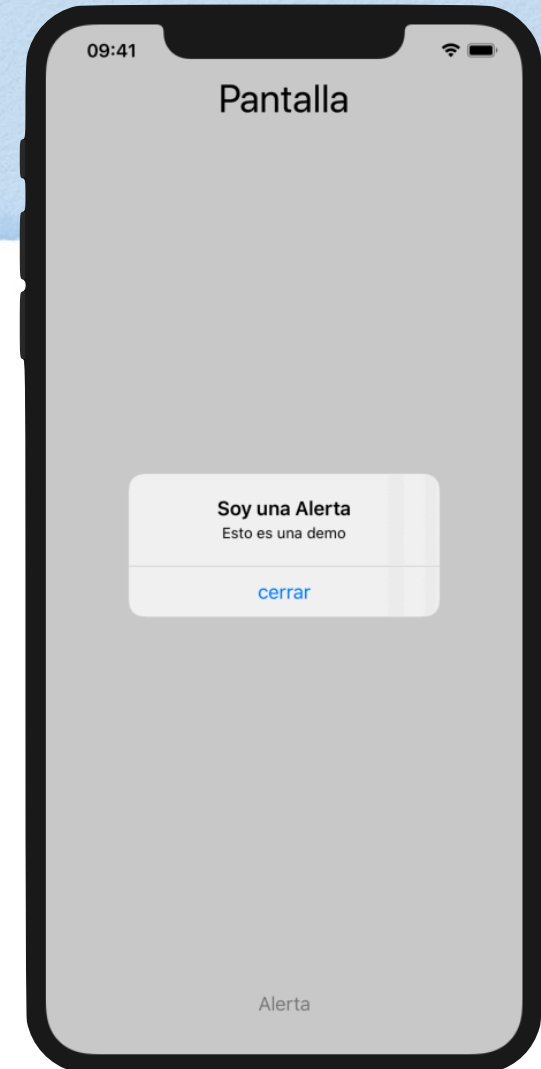 09:41
Pantalla
Soy una Alerta
Esto es una demo
cerrar
Alerta